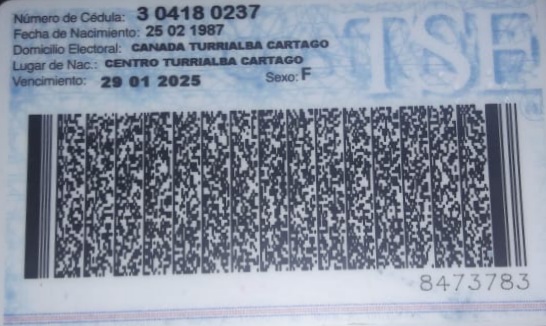 Número de Cédula: 3 0418 0237
Fecha de Nacimiento: 25 02 1987
Domicilio Electoral: CANADA TURRIALBA CARTAGO
Lugar de Nac.: CENTRO TURRIALBA CARTAGO
Vencimiento: 29 01 2025 Sexo: F
TSE
8473783